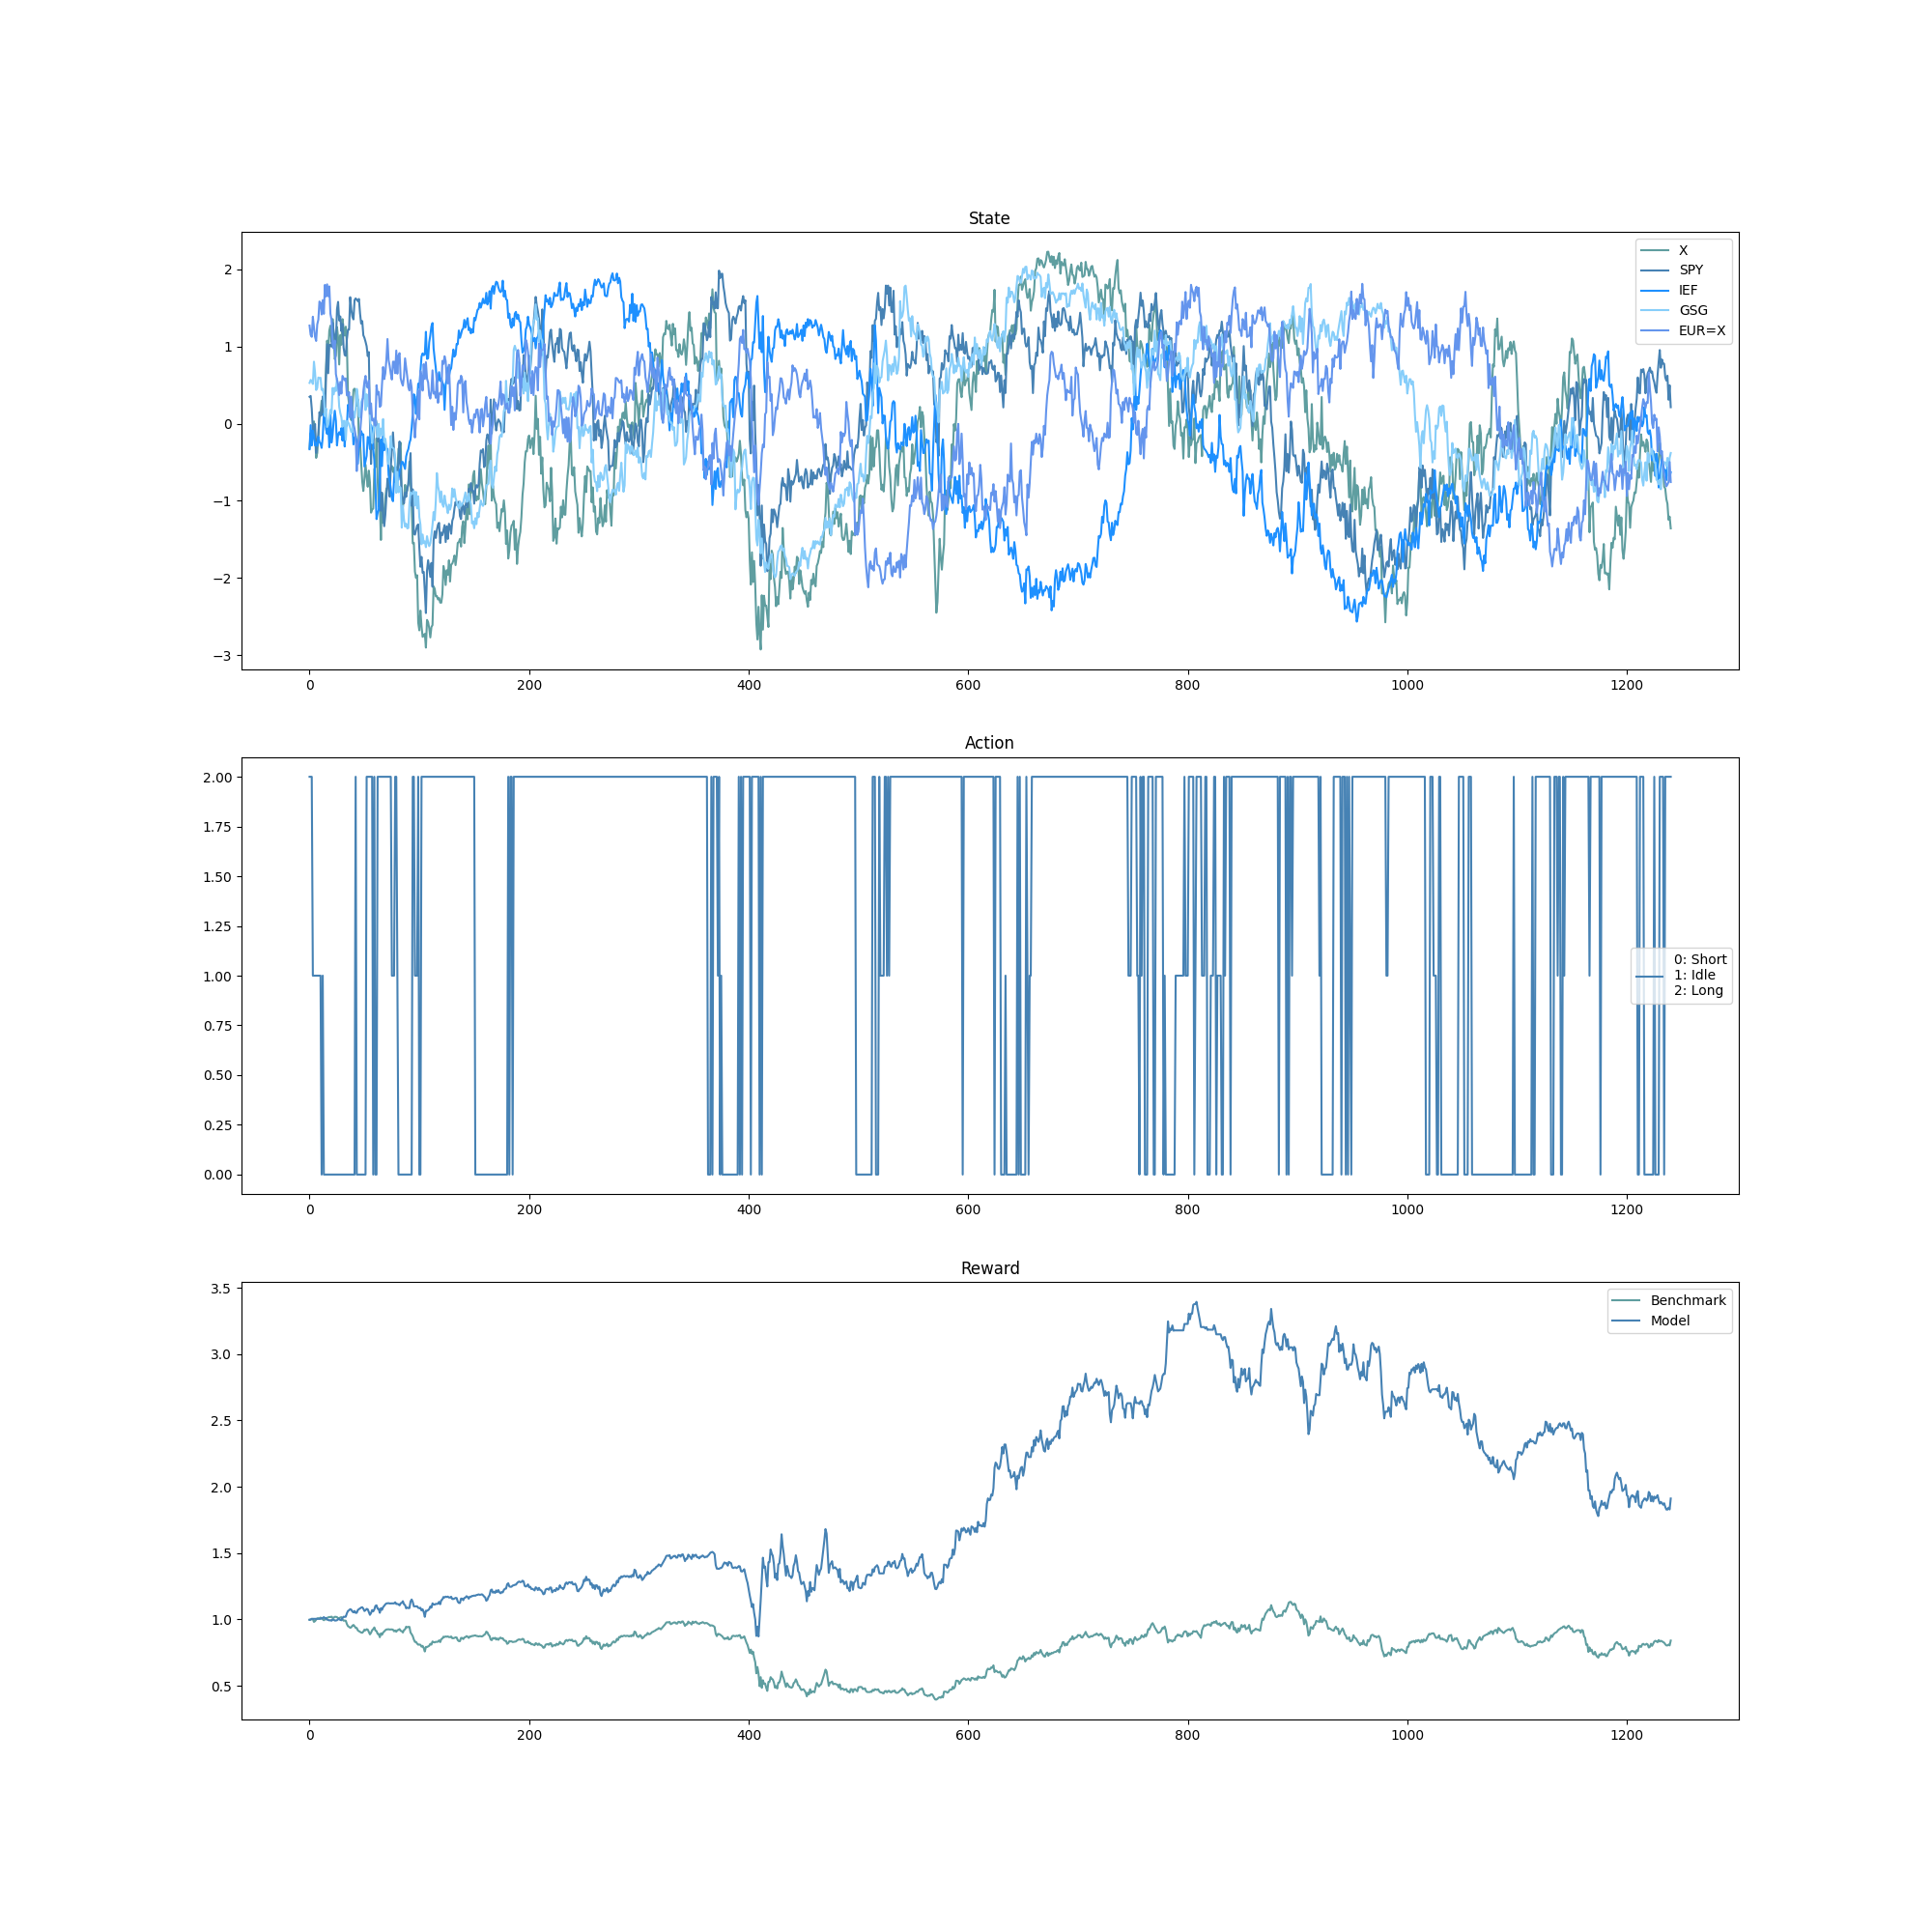 State
2
1
0
−1
−2
−3
X
SPY
IEF
GSG
EUR=X
0 200 400 600 800 1000 1200
Action
2.00
1.75
1.50
1.25
1.00
0.75
0.50
0.25
0.00
0: Short
1: Idle
2: Long
0 200 400 600 800 1000 1200
Reward
3.5
3.0
2.5
2.0
1.5
1.0
0.5
Benchmark
Model
0 200 400 600 800 1000 1200